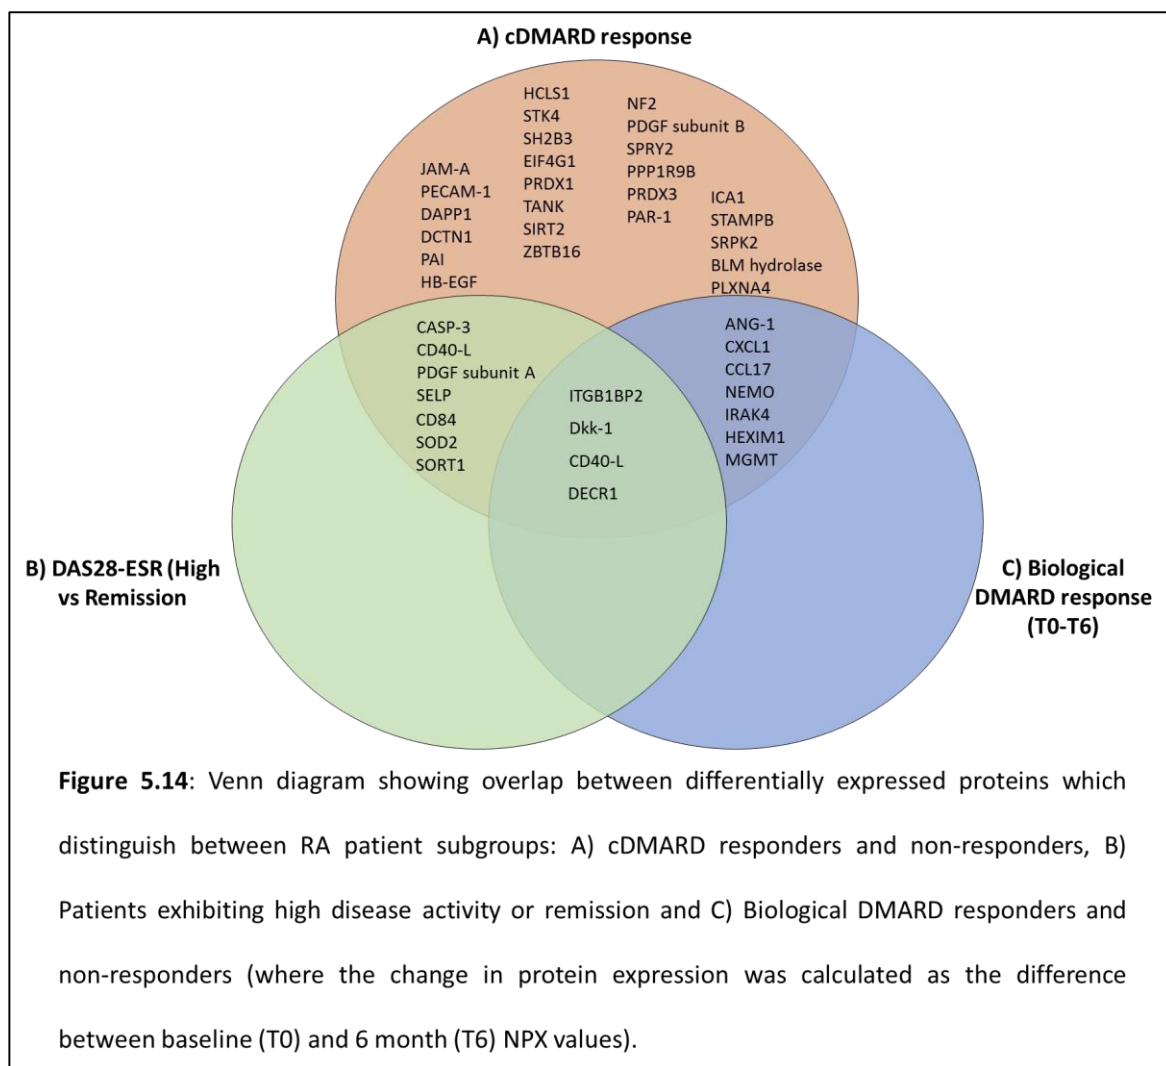 A) cDMARD response
HCLS1
STK4
SH2B3
EIF4G1
PRDX1
TANK
SIRT2
ZBTB16
NF2
PDGF subunit B
SPRY2
PPP1R9B
PRDX3
PAR-1
JAM-A
PECAM-1
DAPP1
DCTN1
PAI
HB-EGF
ICA1
STAMPB
SRPK2
BLM hydrolase
PLXNA4
CASP-3
CD40-L
PDGF subunit A
SELP
CD84
SOD2
SORT1
ITGB1BP2
Dkk-1
CD40-L
DECR1
ANG-1
CXCL1
CCL17
NEMO
IRAK4
HEXIM1
MGMT
B) DAS28-ESR (High
vs Remission
C) Biological
DMARD response
(T0-T6)
Figure 5.14: Venn diagram showing overlap between differentially expressed proteins which
distinguish between RA patient subgroups: A) cDMARD responders and non-responders, B)
Patients exhibiting high disease activity or remission and C) Biological DMARD responders and
non-responders (where the change in protein expression was calculated as the difference
between baseline (T0) and 6 month (T6) NPX values).